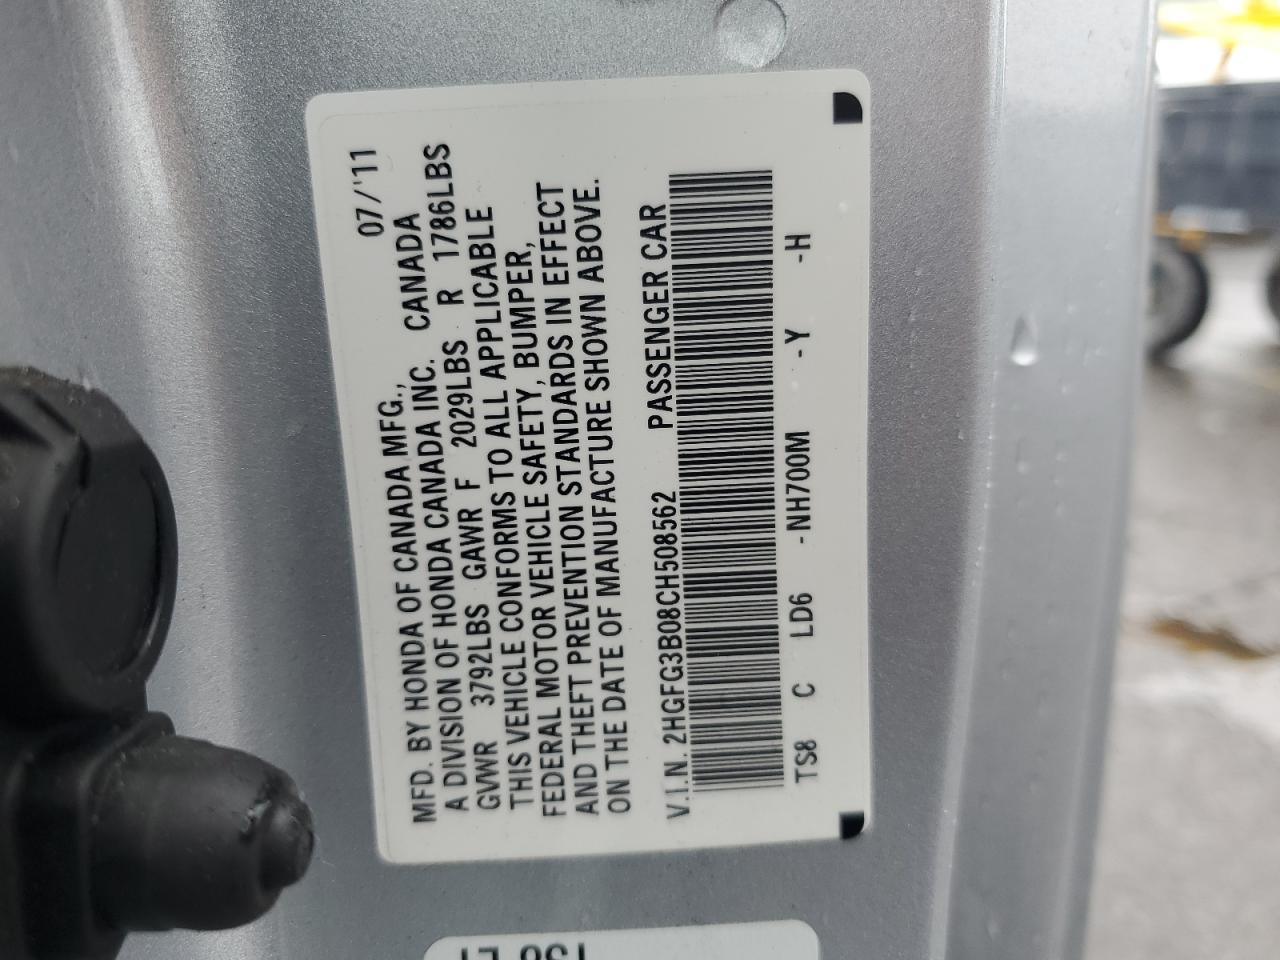 07/'11
MFD. BY HONDA OF CANADA MFG.,
A DIVISION OF HONDA CANADA INC. CANADA
GVWR 3792LBS GAWR F 2029LBS R 1786LBS
THIS VEHICLE CONFORMS TO ALL APPLICABLE
FEDERAL MOTOR VEHICLE SAFETY, BUMPER,
AND THEFT PREVENTION STANDARDS IN EFFECT
ON THE DATE OF MANUFACTURE SHOWN ABOVE.
V.I.N. 2HGFG3B08CH508562 PASSENGER CAR
TS8 C LD6 -NH700M -Y -H